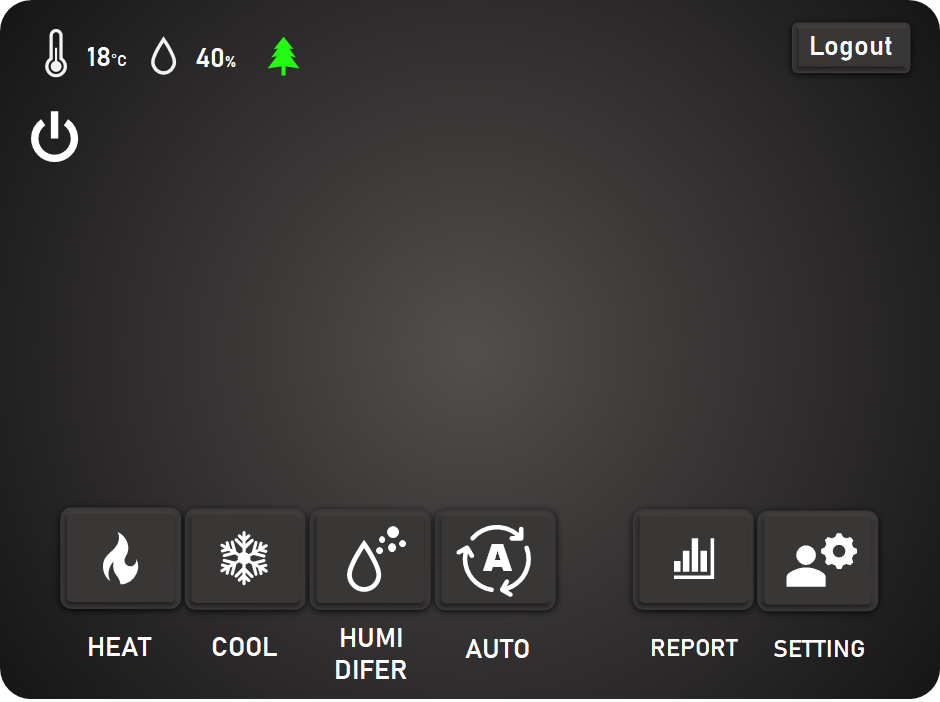 18°C
40%
Logout
A
HEAT
COOL
HUMI
DIFER
AUTO
REPORT
SETTING